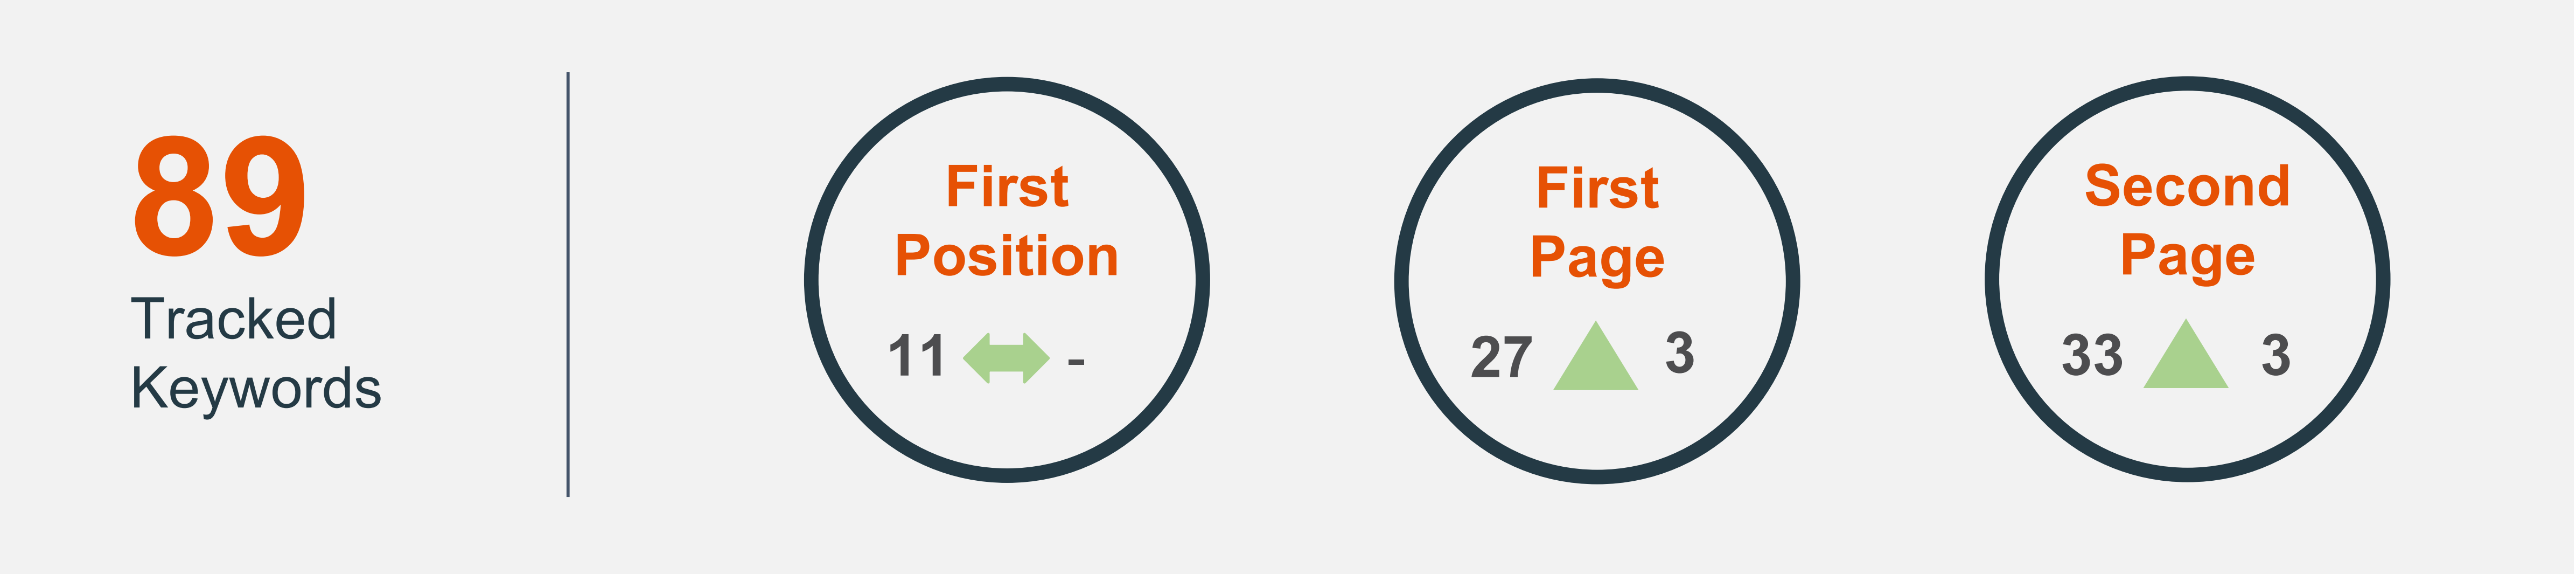 89
Tracked
Keywords
First
Position
11 -
First
Page
27 3
Second
Page
33 3